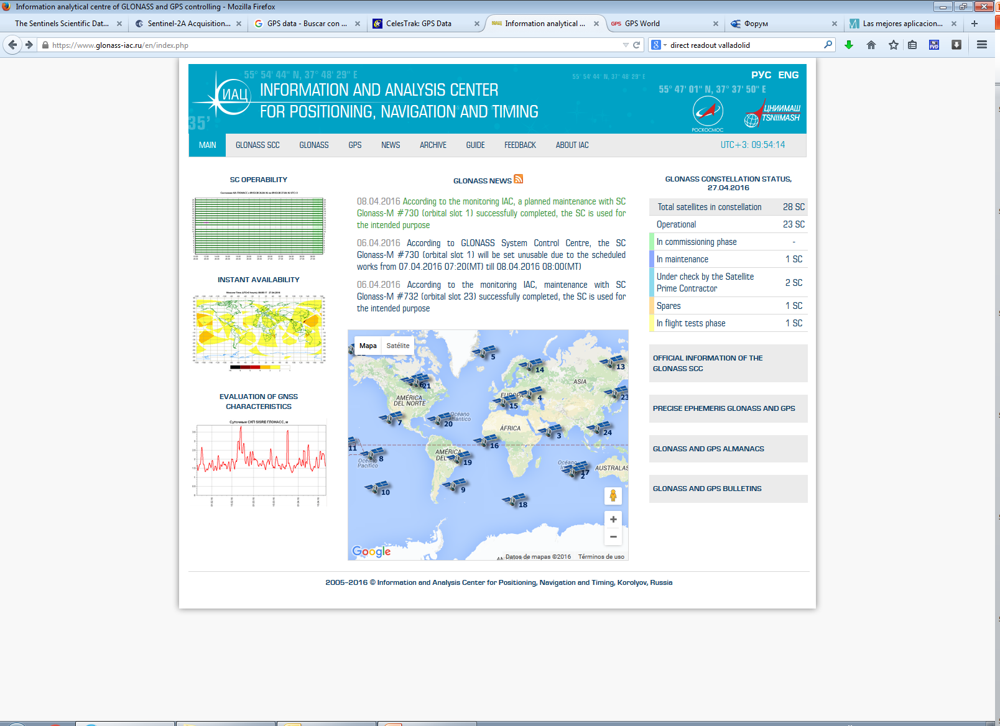 Information analytical centre of GLONASS and GPS controlling - Mozilla Firefox
The Sentinels Scientific Dat...
Sentinel-2A Acquisition...
GPS data - Buscar con ...
CelesTrak: GPS Data
Information analytical ...
GPS World
Форум
Las mejores aplicacion...
https://www.glonass-iac.ru/en/index.php
direct readout valladolid
55° 54' 44" N, 37° 48' 29" E
55° 54' 44" N, 37° 48' 29" E
РУС ENG
55° 47' 01" N, 37° 37' 50" E
ИАЦ
INFORMATION AND ANALYSIS CENTER
FOR POSITIONING, NAVIGATION AND TIMING
35'
РОСКОСМОС
ЦНИИМАШ
TSNIIMASH
MAIN GLONASS SCC GLONASS GPS NEWS ARCHIVE GUIDE FEEDBACK ABOUT IAC
UTC+3: 09:54:14
SC OPERABILITY
INSTANT AVAILABILITY
EVALUATION OF GNSS
CHARACTERISTICS
Суточные СКП SISRE ГЛОНАСС, м
GLONASS NEWS
08.04.2016 According to the monitoring IAC, a planned maintenance with SC
Glonass-M #730 (orbital slot 1) successfully completed, the SC is used for
the intended purpose
06.04.2016 According to GLONASS System Control Centre, the SC
Glonass-M #730 (orbital slot 1) will be set unusable due to the scheduled
works from 07.04.2016 07:20(MT) till 08.04.2016 08:00(MT)
06.04.2016 According to the monitoring IAC, maintenance with SC
Glonass-M #732 (orbital slot 23) successfully completed, the SC is used for
the intended purpose
Mapa Satélite
5
14
13
6
21
AMÉRICA
DEL NORTE
EUROPA
4
ASIA
23
15
7
20
Océano
Atlántico
ÁFRICA
3
24
11
8
Océano
Pacífico
16
AMÉRICA
19
17
2
AUSTRALAS
10
9
18
Google
Datos de mapas ©2016 Términos de uso
GLONASS CONSTELLATION STATUS,
27.04.2016
Total satellites in constellation 28 SC
Operational 23 SC
In commissioning phase -
In maintenance 1 SC
Under check by the Satellite
Prime Contractor 2 SC
Spares 1 SC
In flight tests phase 1 SC
OFFICIAL INFORMATION OF THE
GLONASS SCC
PRECISE EPHEMERIS GLONASS AND GPS
GLONASS AND GPS ALMANACS
GLONASS AND GPS BULLETINS
2005-2016 © Information and Analysis Center for Positioning, Navigation and Timing, Korolyov, Russia